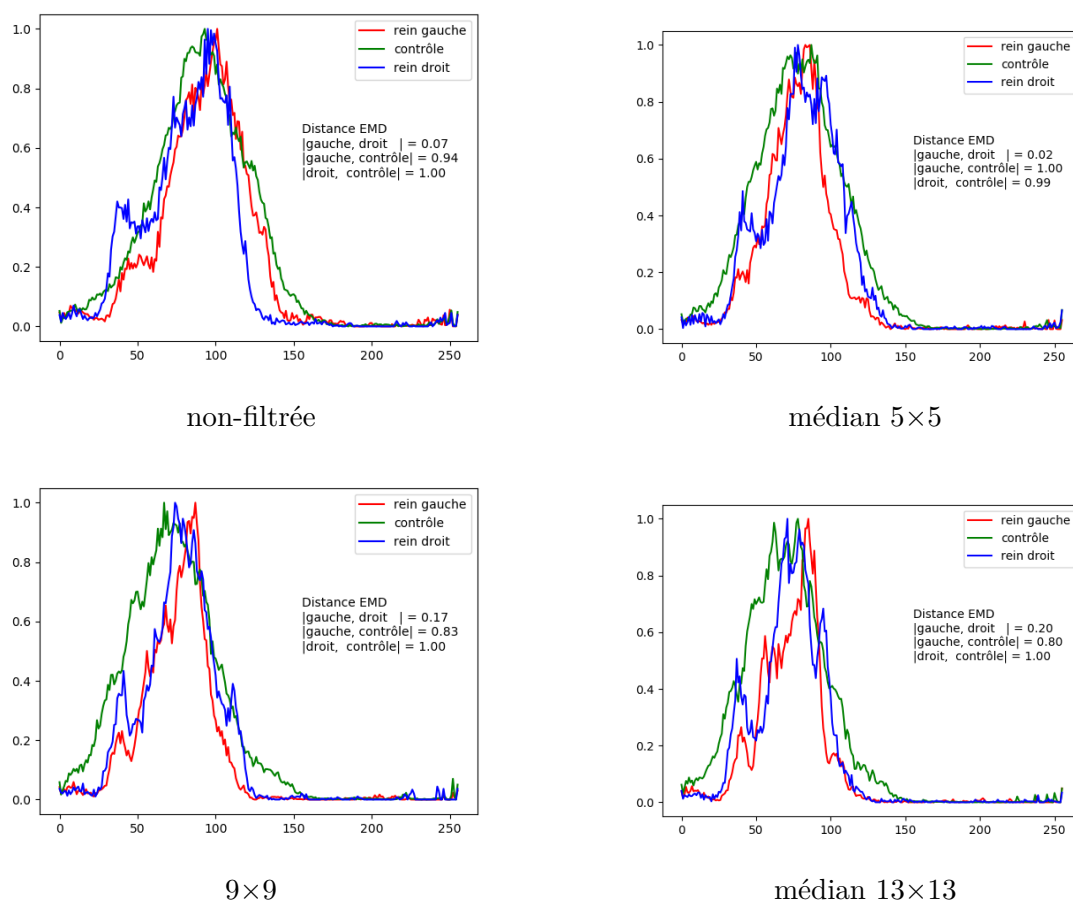 1.0
0.8
0.6
0.4
0.2
0.0
0
50
100
150
200
250
rein gauche
contrôle
rein droit
Distance EMD
|gauche, droit | = 0.07
|gauche, contrôle| = 0.94
|droit, contrôle| = 1.00
non-filtrée
1.0
0.8
0.6
0.4
0.2
0.0
0
50
100
150
200
250
rein gauche
contrôle
rein droit
Distance EMD
|gauche, droit | = 0.02
|gauche, contrôle| = 1.00
|droit, contrôle| = 0.99
médian 5×5
1.0
0.8
0.6
0.4
0.2
0.0
0
50
100
150
200
250
rein gauche
contrôle
rein droit
Distance EMD
|gauche, droit | = 0.17
|gauche, contrôle| = 0.83
|droit, contrôle| = 1.00
9×9
1.0
0.8
0.6
0.4
0.2
0.0
0
50
100
150
200
250
rein gauche
contrôle
rein droit
Distance EMD
|gauche, droit | = 0.20
|gauche, contrôle| = 0.80
|droit, contrôle| = 1.00
médian 13×13